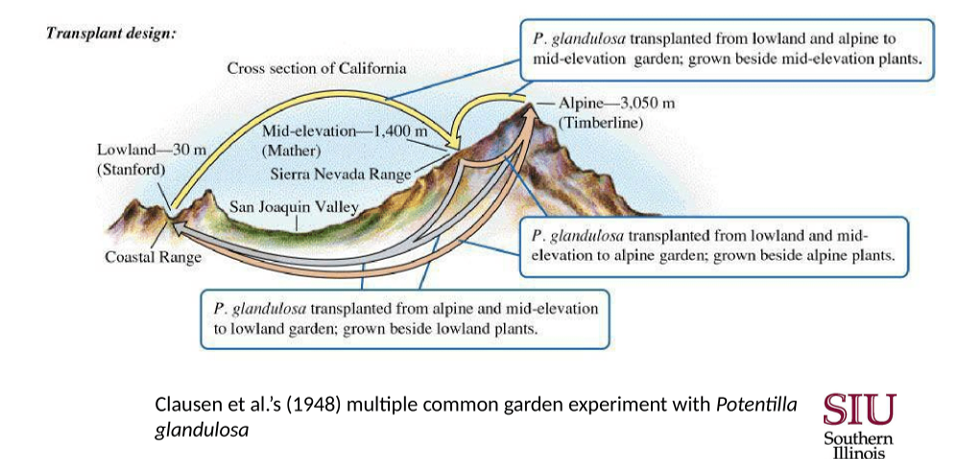 Transplant design:
P. glandulosa transplanted from lowland and alpine to
mid-elevation garden; grown beside mid-elevation plants.
Cross section of California
Alpine—3,050 m
(Timberline)
Mid-elevation—1,400 m
(Mather)
Lowland—30 m
(Stanford)
Sierra Nevada Range
San Joaquin Valley
P. glandulosa transplanted from lowland and mid-
elevation to alpine garden; grown beside alpine plants.
Coastal Range
P. glandulosa transplanted from alpine and mid-elevation
to lowland garden; grown beside lowland plants.
Clausen et al.’s (1948) multiple common garden experiment with Potentilla
glandulosa
SIU
Southern
Illinois